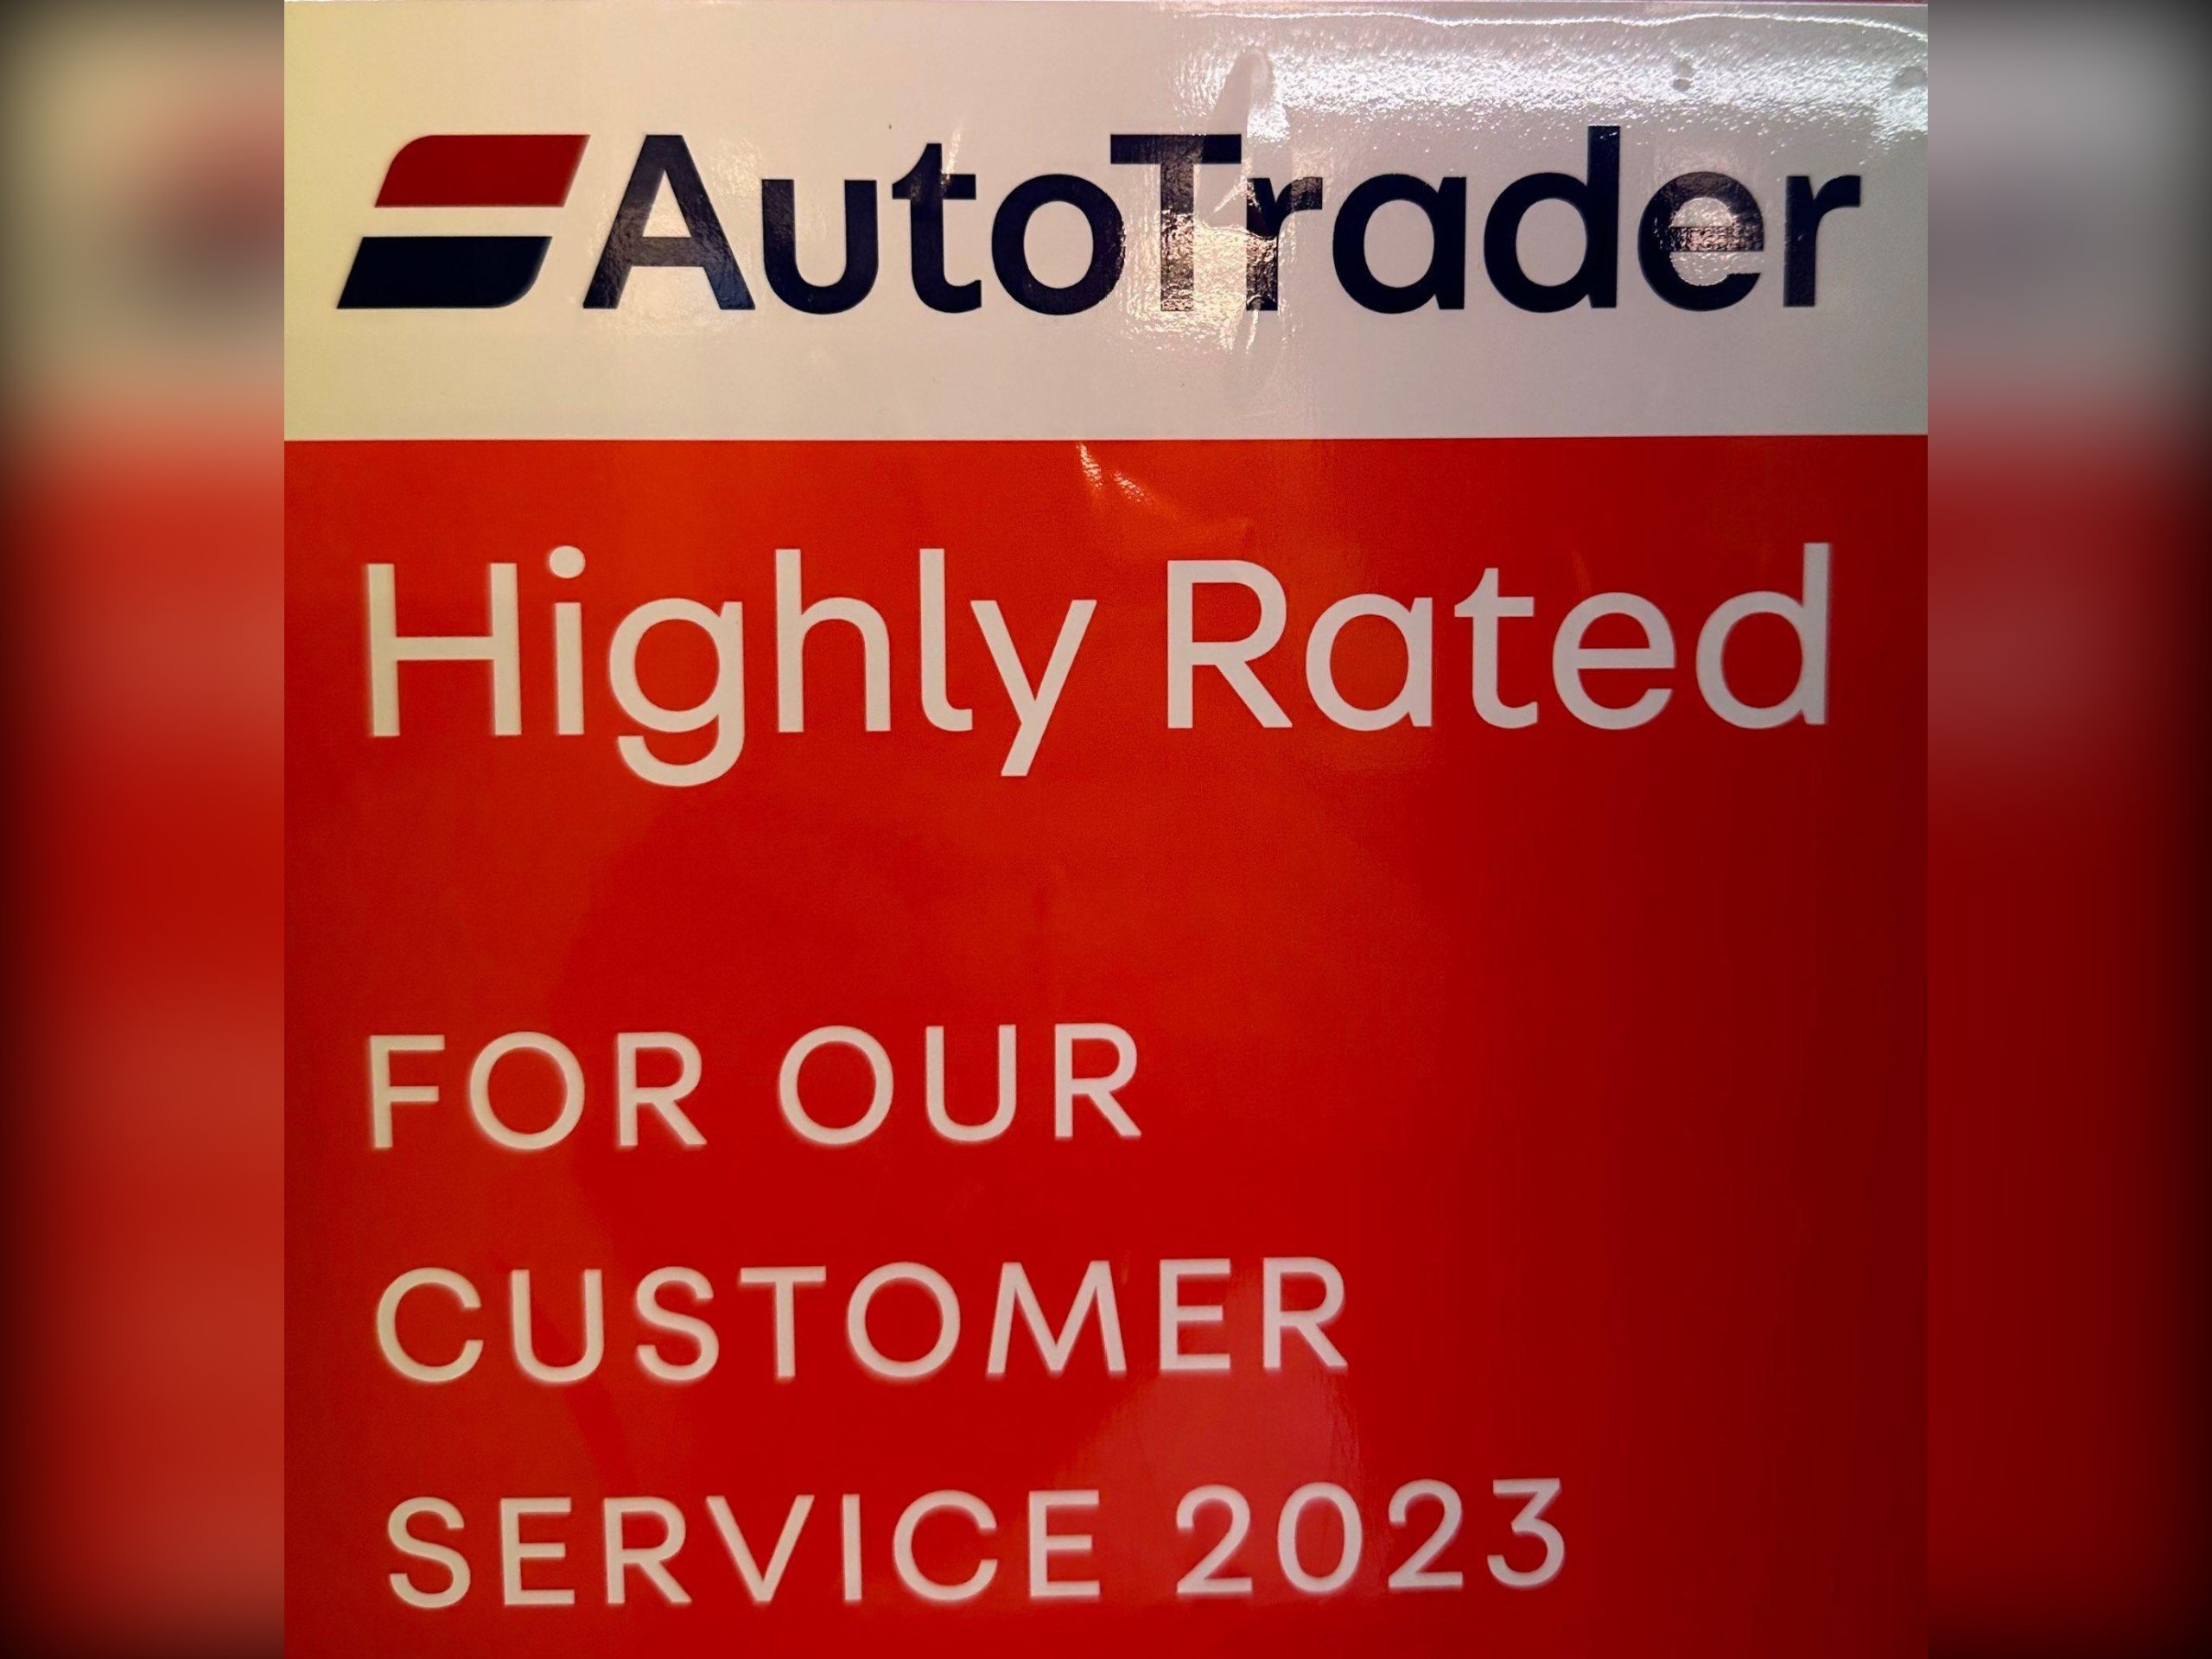 AutoTrader
Highly Rated
FOR OUR
CUSTOMER
SERVICE 2023